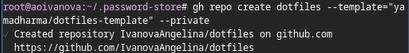 root@aoivanova:~/.password-store# gh repo create dotfiles --template="ya
madharma/dotfiles-template" --private
✓ Created repository IvanovaAngelina/dotfiles on github.com
https://github.com/IvanovaAngelina/dotfiles